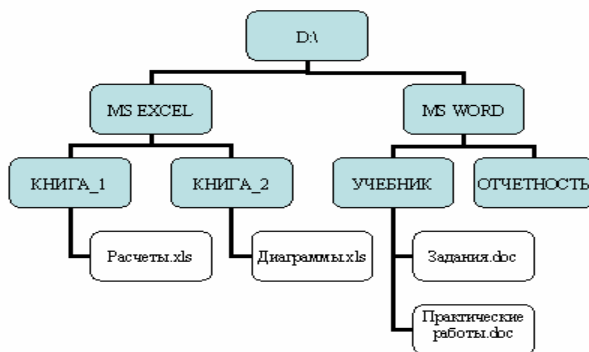 D:\
MS EXCEL
MS WORD
КНИГА_1
КНИГА_2
УЧЕБНИК
ОТЧЕТНОСТЬ
Расчеты.xls
Диаграммы.xls
Задания.doc
Практические
работы.doc